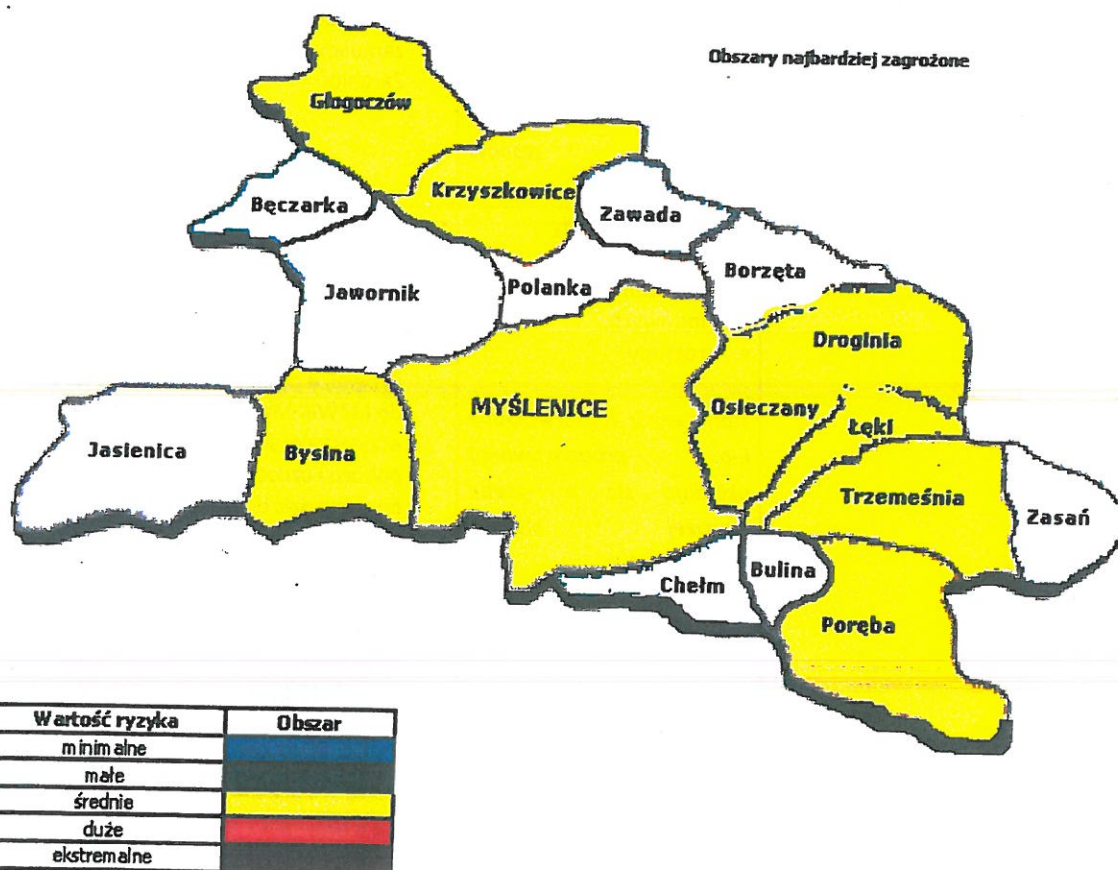 Obszary najbardziej zagrożone
Głogoczów
Krzyszkowice
Bęczarka
Zawada
Borzęta
Jawornik
Polanka
Droginia
MYŚLENICE
Osieczany
Łęki
Jasienica
Bysina
Trzemeśnia
Zasań
Bulina
Chełm
Poręba
Wartość ryzyka Obszar
minimalne
małe
średnie
duże
ekstremalne